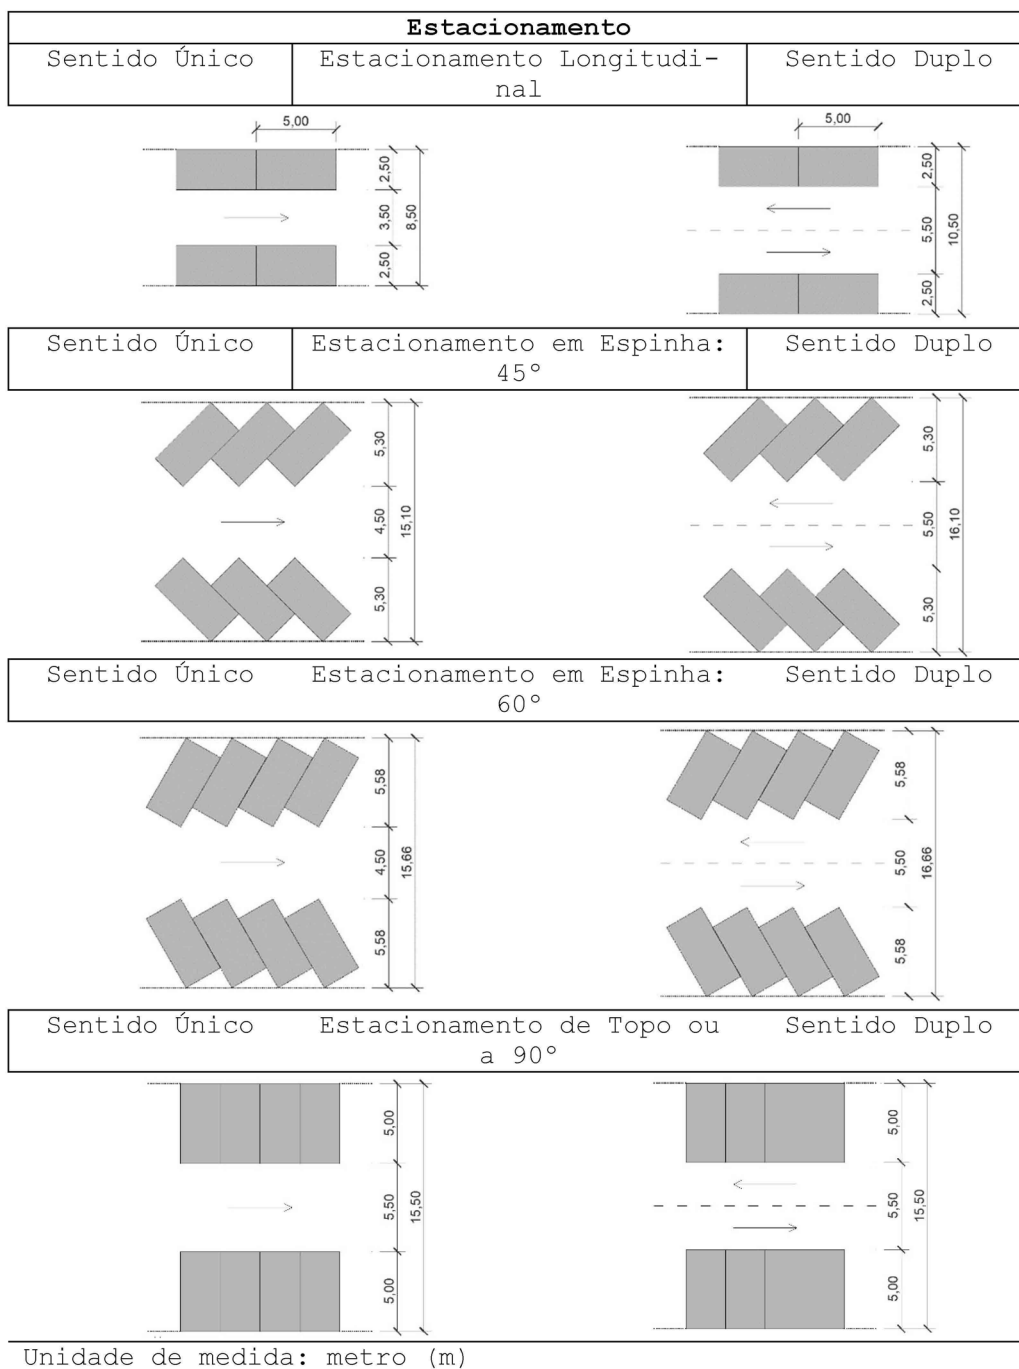 Estacionamento
Sentido Único
Estacionamento Longitudi-
nal
Sentido Duplo
5,00
2,50
3,50
2,50
8,50
5,00
2,50
5,50
2,50
10,50
Sentido Único
Estacionamento em Espinha:
45°
Sentido Duplo
5,30
4,50
5,30
15,10
5,30
5,50
5,30
16,10
Sentido Único
Estacionamento em Espinha:
60°
Sentido Duplo
5,58
4,50
5,58
15,66
5,58
5,50
5,58
16,66
Sentido Único
Estacionamento de Topo ou
a 90°
Sentido Duplo
5,00
5,50
5,00
15,50
5,00
5,50
5,00
15,50
Unidade de medida: metro (m)